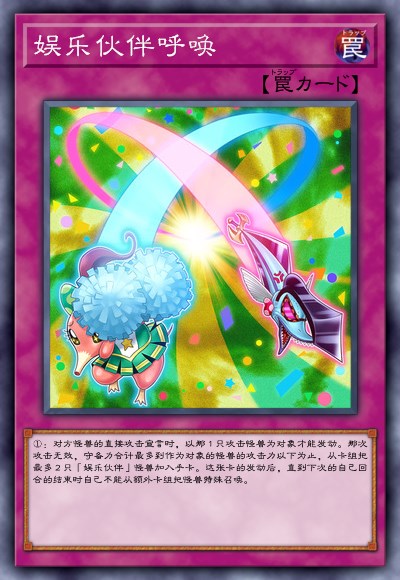 娱乐伙伴呼唤
トラップ
罠
トラップ
【罠カード】
①：对方怪兽的直接攻击宣言时，以那1只攻击怪兽为对象才能发动。那次
攻击无效，守备力合计最多到作为对象的怪兽的攻击力以下为止，从卡组把
最多2只「娱乐伙伴」怪兽加入手卡。这张卡的发动后，直到下次的自己回
合的结束时自己不能从额外卡组把怪兽特殊召唤。